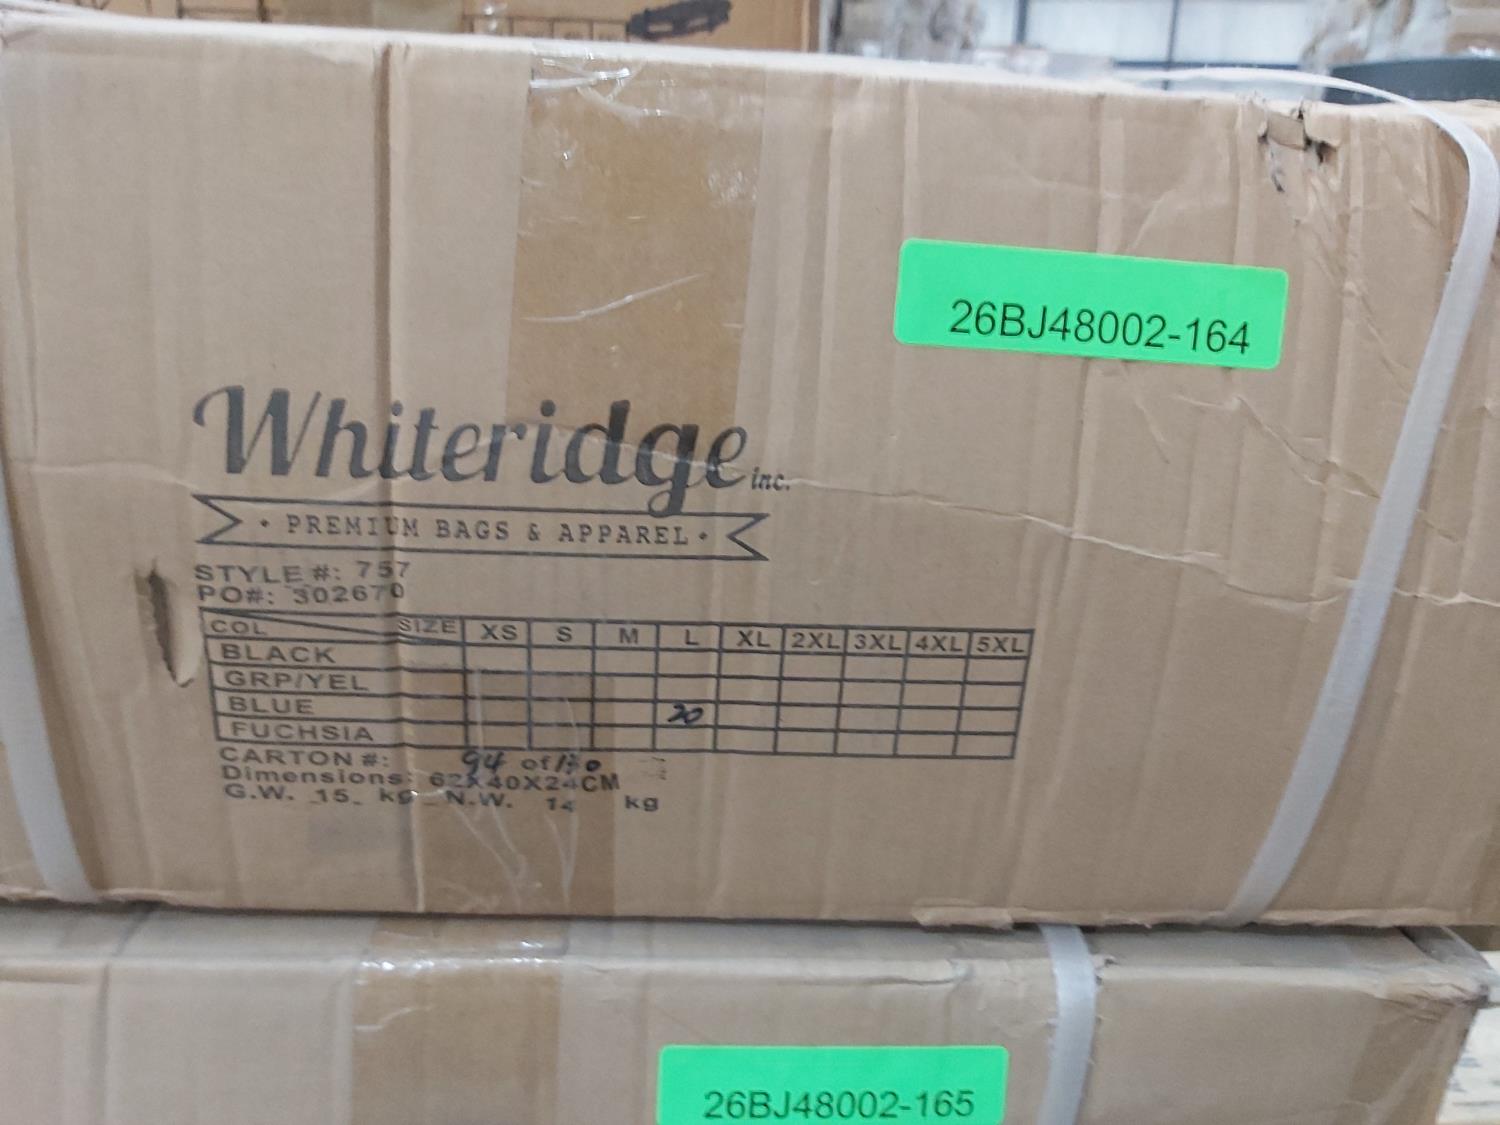 26BJ48002-164
Whiteridge inc.
• PREMIUM BAGS & APPAREL •
STYLE #: 757
PO#: 302670
COL SIZE XS S M L XL 2XL 3XL 4XL 5XL
BLACK
GRP/YEL
BLUE 20
FUCHSIA
CARTON #: 94 of
Dimensions: 62X40X24CM
G.W. 15 kg N.W. 14 kg
26BJ48002-165